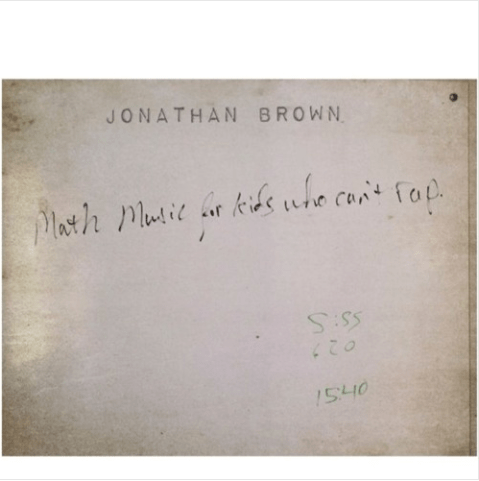 JONATHAN BROWN.
Math Music for kids who can't rap.
5:55
620
1540